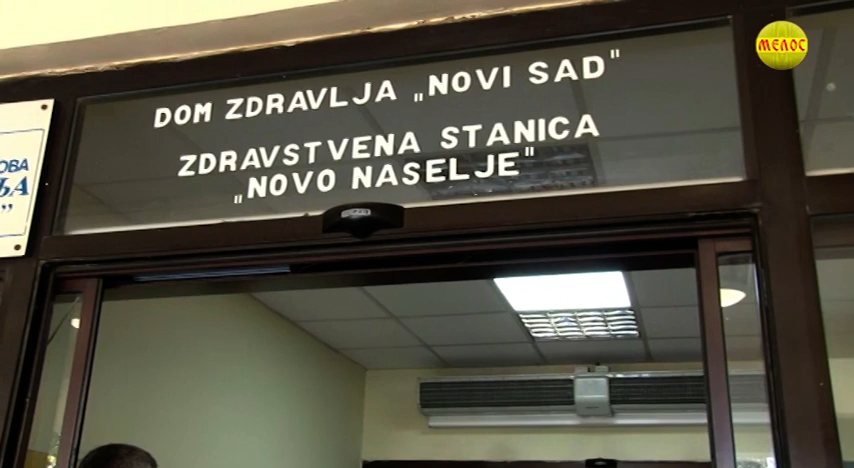 DOM ZDRAVLJA „NOVI SAD"
ZDRAVSTVENA STANICA
„NOVO NASELJE"
МЕЛОС